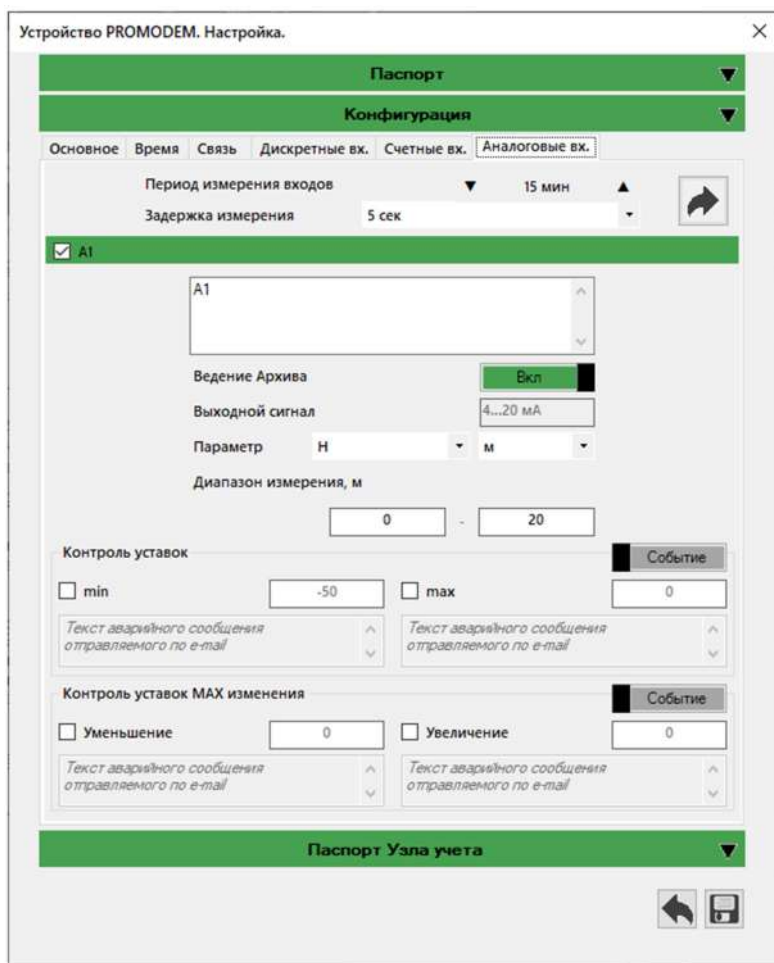 Устройство PROMODEM. Настройка.
Паспорт
Конфигурация
Основное Время Связь Дискретные вх. Счетные вх. Аналоговые вх.
Период измерения входов 15 мин
Задержка измерения 5 сек
A1
A1
Ведение Архива Вкл
Выходной сигнал 4...20 мА
Параметр H м
Диапазон измерения, м
0 - 20
Контроль уставок Событие
min -50 max 0
Текст аварийного сообщения
отправляемого по e-mail
Текст аварийного сообщения
отправляемого по e-mail
Контроль уставок MAX изменения Событие
Уменьшение 0 Увеличение 0
Текст аварийного сообщения
отправляемого по e-mail
Текст аварийного сообщения
отправляемого по e-mail
Паспорт Узла учета